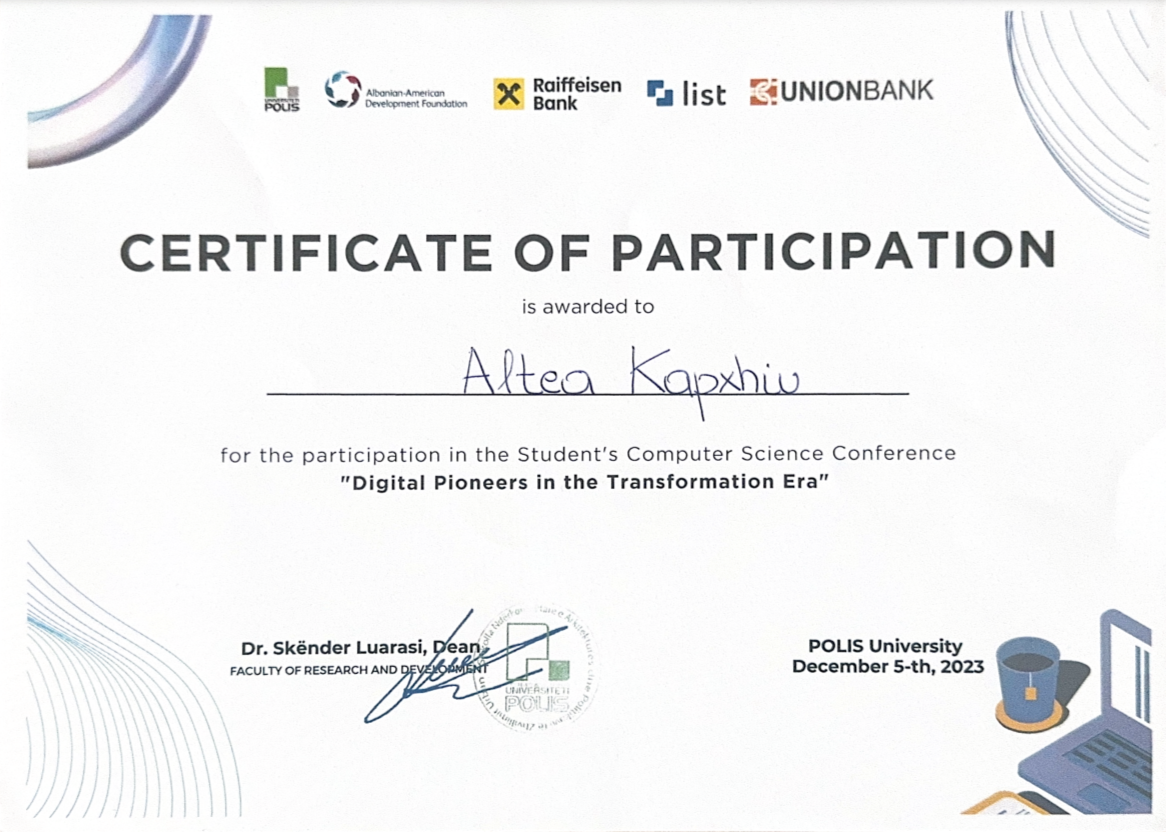 UNIVERSITETI
POLIS
Albanian-American
Development Foundation
Raiffeisen
Bank
list
UNIONBANK
CERTIFICATE OF PARTICIPATION
is awarded to
Altea Kapxhiu
for the participation in the Student's Computer Science Conference
"Digital Pioneers in the Transformation Era"
Dr. Skënder Luarasi, Dean
FACULTY OF RESEARCH AND DEVELOPMENT
UNIVERSITETI
POLIS
POLIS University
December 5-th, 2023